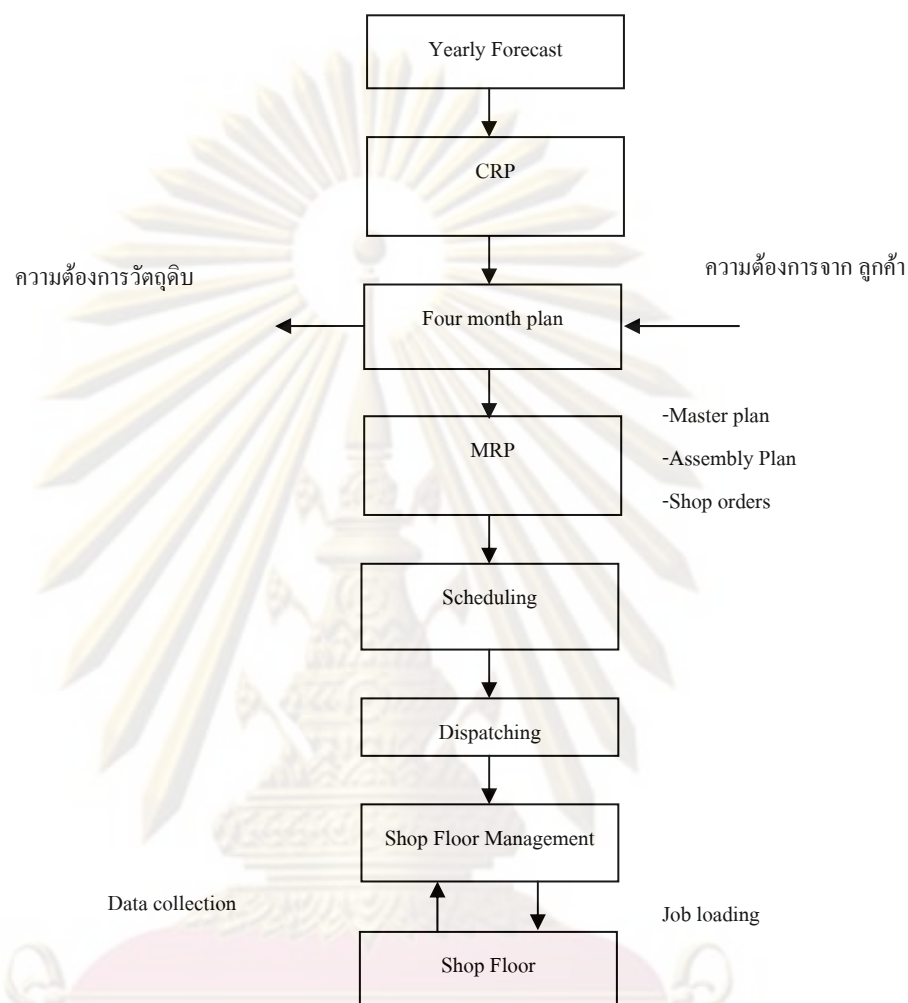 Yearly Forecast
CRP
ความต้องการวัตถุดิบ
ความต้องการจาก ลูกค้า
Four month plan
MRP
-Master plan
-Assembly Plan
-Shop orders
Scheduling
Dispatching
Shop Floor Management
Data collection
Job loading
Shop Floor